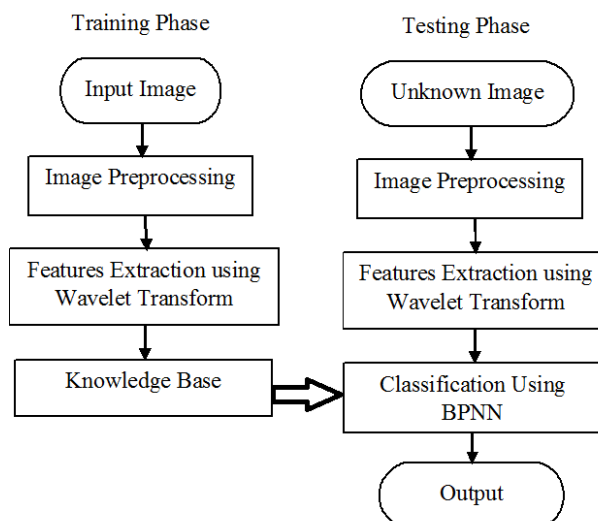 Training Phase
Input Image
Image Preprocessing
Features Extraction using
Wavelet Transform
Knowledge Base
Testing Phase
Unknown Image
Image Preprocessing
Features Extraction using
Wavelet Transform
Classification Using
BPNN
Output